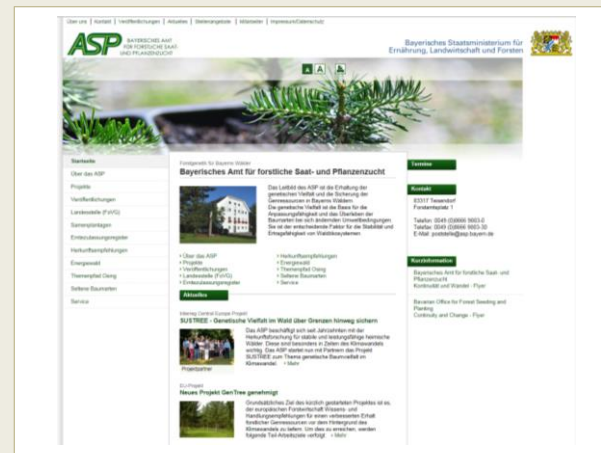 Über uns | Kontakt | Veröffentlichungen | Aktuelles | Stellenangebote | Mitarbeiter | Impressum/Datenschutz
ASP BAYERISCHES AMT
FÜR FORSTLICHE SAAT-
UND PFLANZENZUCHT
Bayerisches Staatsministerium für
Ernährung, Landwirtschaft und Forsten
A
Startseite
Über das ASP
Projekte
Veröffentlichungen
Landesstelle (FoVG)
Samenplantagen
Erntezulassungsregister
Herkunftsempfehlungen
Energiewald
Themenpfad Oeng
Seltene Baumarten
Service
Forstgenetik für Bayerns Wälder
Bayerisches Amt für forstliche Saat- und Pflanzenzucht
Das Leitbild des ASP ist die Erhaltung der
genetischen Vielfalt und die Sicherung der
Genressourcen in Bayerns Wäldern.
Die genetische Vielfalt ist die Basis für die
Anpassungsfähigkeit und das Überleben der
Baumarten bei sich ändernden Umweltbedingungen.
Sie ist der entscheidende Faktor für die Stabilität und
Ertragsfähigkeit von Waldökosystemen.
Über das ASP
Projekte
Veröffentlichungen
Landesstelle (FoVG)
Erntezulassungsregister
Herkunftsempfehlungen
Energiewald
Themenpfad Oeng
Seltene Baumarten
Service
Aktuelles
Interreg Central Europe Projekt
SUSTREE - Genetische Vielfalt im Wald über Grenzen hinweg sichern
Das ASP beschäftigt sich seit Jahrzehnten mit der
Herkunftsforschung für stabile und leistungsfähige heimische
Wälder. Diese sind besonders in Zeiten des Klimawandels
wichtig. Das ASP startet nun mit Partnern das Projekt
SUSTREE zum Thema genetische Baumvielfalt im
Klimawandel. Mehr
Projektpartner
EU-Projekt
Neues Projekt GenTree genehmigt
Grundsätzliches Ziel des kürzlich gestarteten Projektes ist es,
der europäischen Forstwirtschaft Wissens- und
Handlungsempfehlungen für einen verbesserten Erhalt
forstlicher Genressourcen vor dem Hintergrund des
Klimawandels zu liefern. Um dies zu erreichen, werden
folgende Teil-Arbeitsziele verfolgt: Mehr
Termine
Kontakt
83317 Teisendorf
Forstamtsplatz 1
Telefon: 0049 (0)8666 9883-0
Telefax: 0049 (0)8666 9883-30
E-Mail: poststelle@asp.bayern.de
Kurzinformation
Bayerisches Amt für forstliche Saat- und
Pflanzenzucht
Kontinuität und Wandel - Flyer
Bavarian Office for Forest Seeding and
Planting
Continuity and Change - Flyer